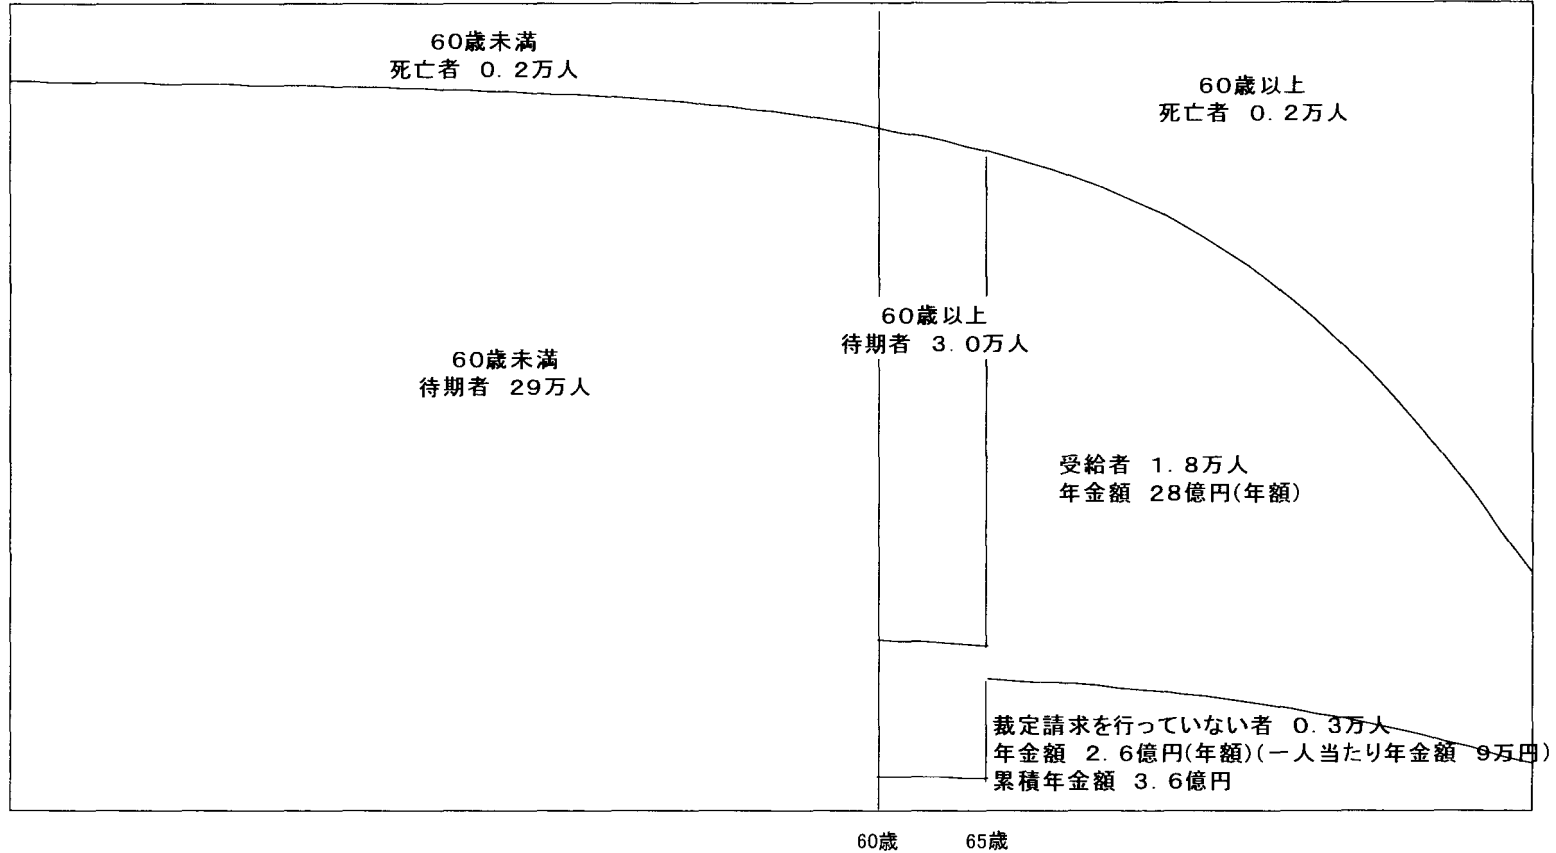 60歳未満
死亡者 0.2万人
60歳以上
死亡者 0.2万人
60歳以上
待期者 3.0万人
60歳未満
待期者 29万人
受給者 1.8万人
年金額 28億円(年額)
裁定請求を行っていない者 0.3万人
年金額 2.6億円(年額)(一人当たり年金額 9万円)
累積年金額 3.6億円
60歳 65歳